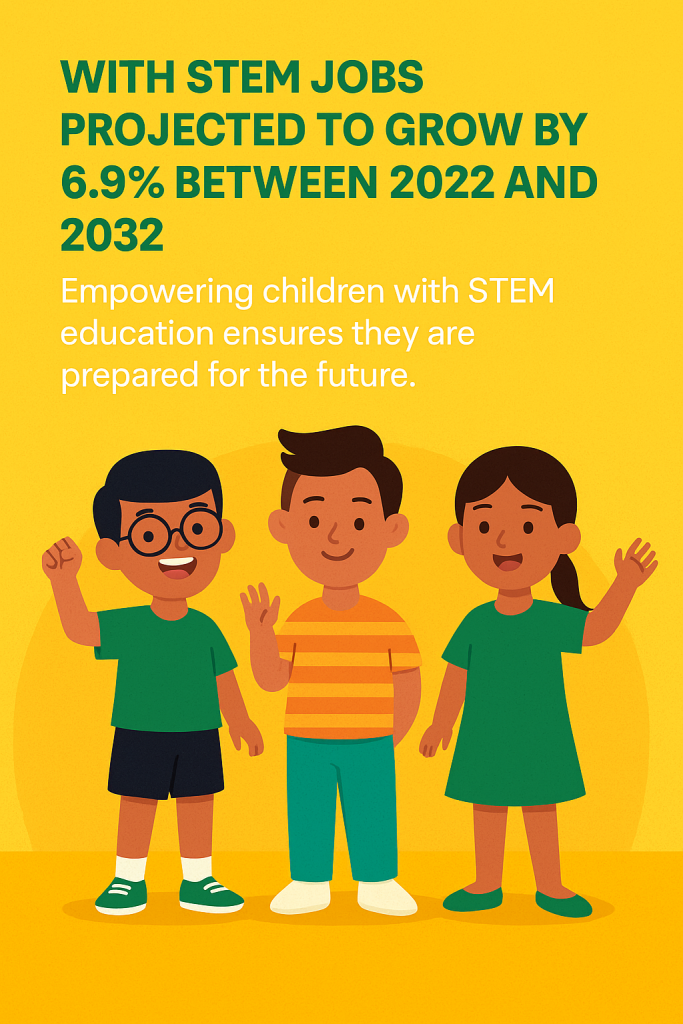 WITH STEM JOBS
PROJECTED TO GROW BY
6.9% BETWEEN 2022 AND
2032
Empowering children with STEM
education ensures they are
prepared for the future.